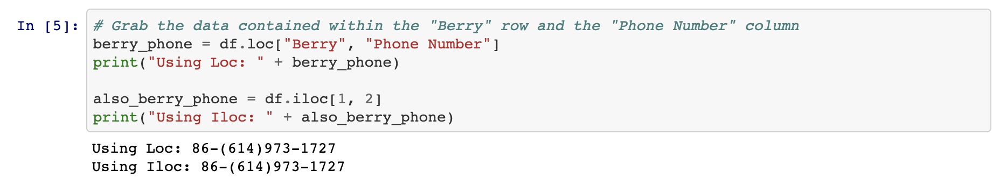 In [5]:
# Grab the data contained within the "Berry" row and the "Phone Number" column
berry_phone = df.loc["Berry", "Phone Number"]
print("Using Loc: " + berry_phone)

also_berry_phone = df.iloc[1, 2]
print("Using Iloc: " + also_berry_phone)
Using Loc: 86-(614)973-1727
Using Iloc: 86-(614)973-1727